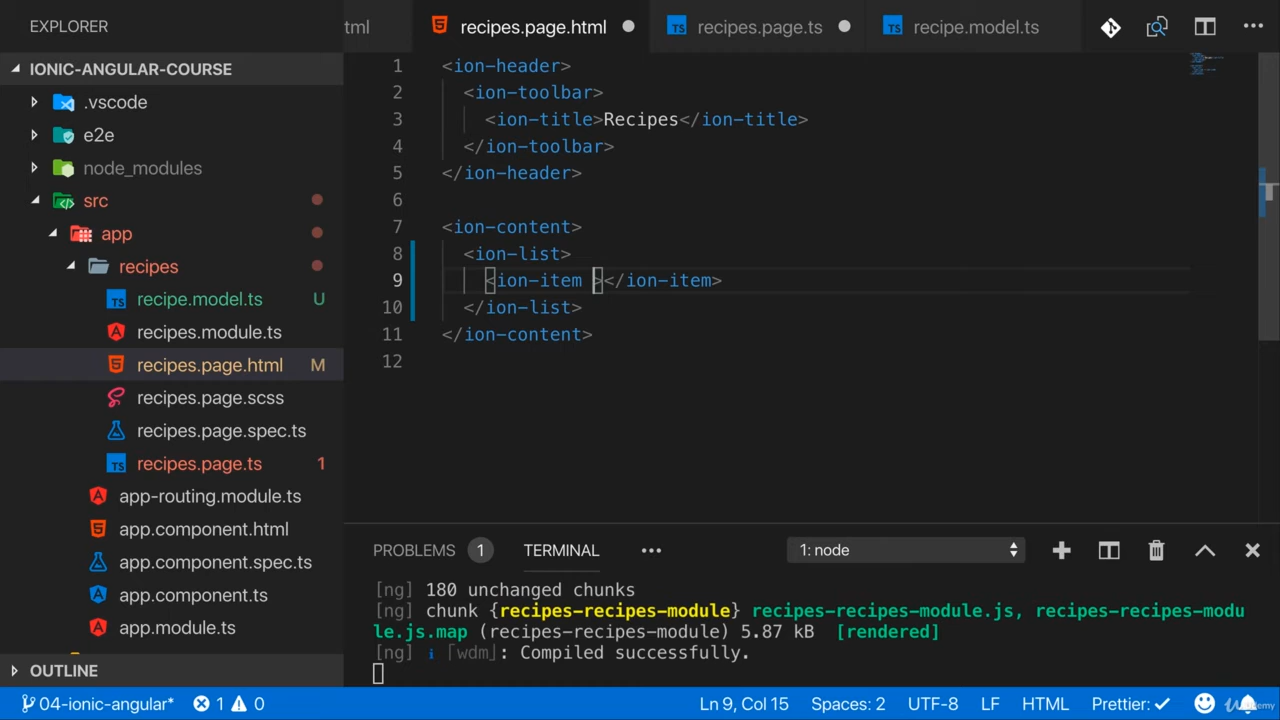 EXPLORER
html
recipes.page.html
recipes.page.ts
recipe.model.ts
IONIC-ANGULAR-COURSE
.vscode
e2e
node_modules
src
app
recipes
recipe.model.ts U
recipes.module.ts
recipes.page.html M
recipes.page.scss
recipes.page.spec.ts
recipes.page.ts 1
app-routing.module.ts
app.component.html
app.component.spec.ts
app.component.ts
app.module.ts
OUTLINE
1 <ion-header>
2 <ion-toolbar>
3 <ion-title>Recipes</ion-title>
4 </ion-toolbar>
5 </ion-header>
6
7 <ion-content>
8 <ion-list>
9 <ion-item ></ion-item>
10 </ion-list>
11 </ion-content>
12
PROBLEMS 1 TERMINAL ••• 1: node
[ng] 180 unchanged chunks
[ng] chunk {recipes-recipes-module} recipes-recipes-module.js, recipes-recipes-modu
le.js.map (recipes-recipes-module) 5.87 kB [rendered]
[ng] ℹ ｢wdm｣: Compiled successfully.
04-ionic-angular* 1 0 Ln 9, Col 15 Spaces: 2 UTF-8 LF HTML Prettier: ✓
Udemy